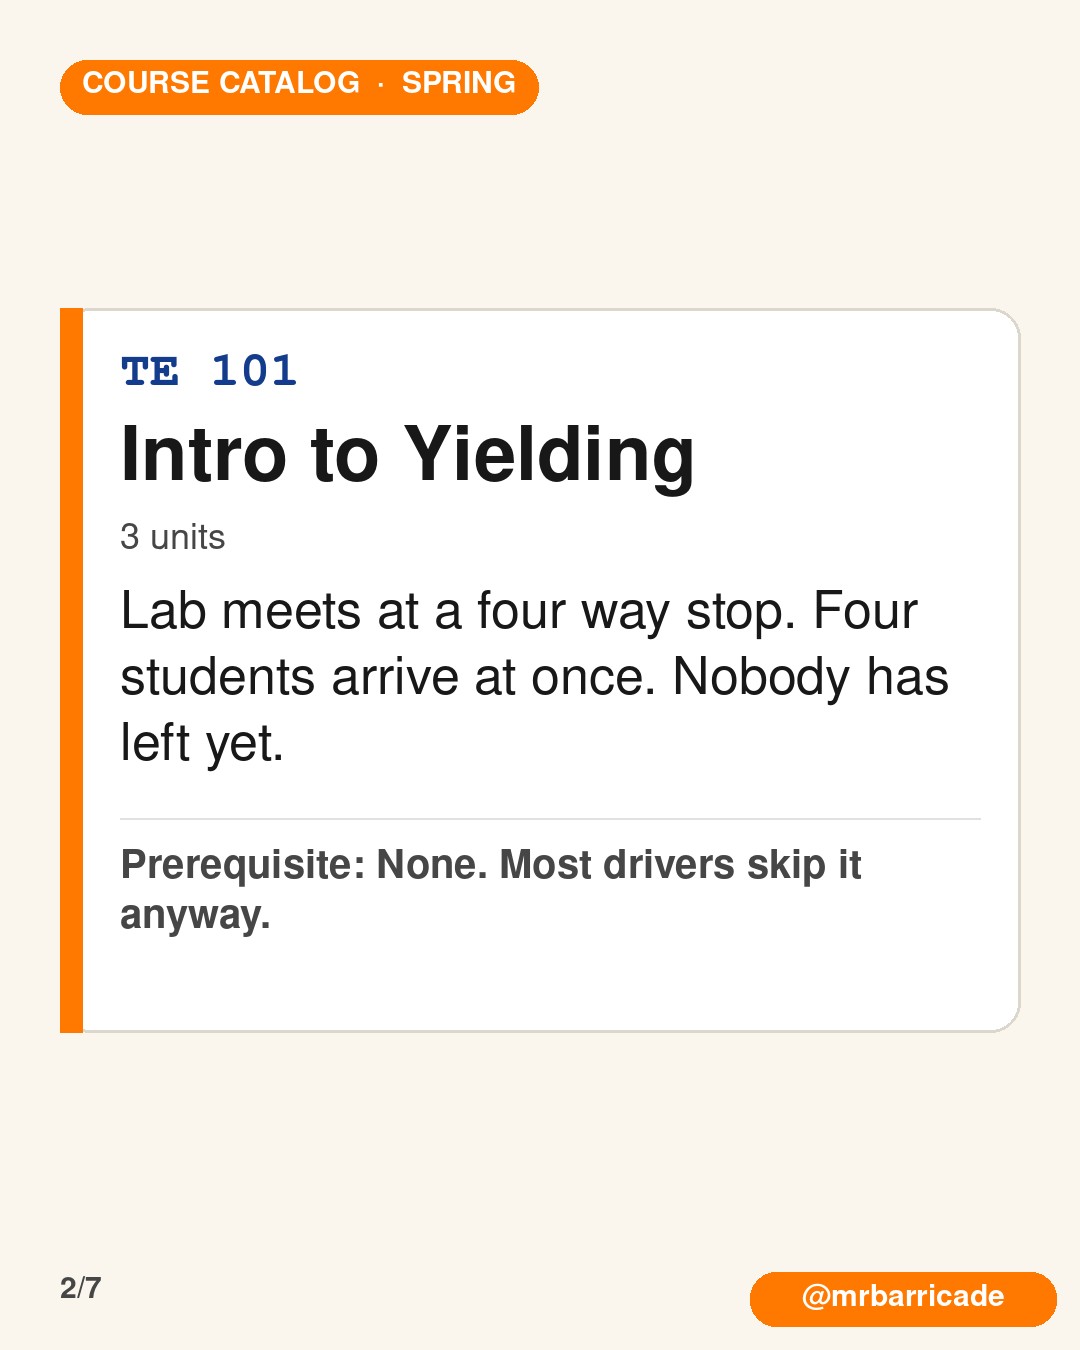 COURSE CATALOG · SPRING
TE 101
Intro to Yielding
3 units
Lab meets at a four way stop. Four
students arrive at once. Nobody has
left yet.
Prerequisite: None. Most drivers skip it
anyway.
2/7
@mrbarricade